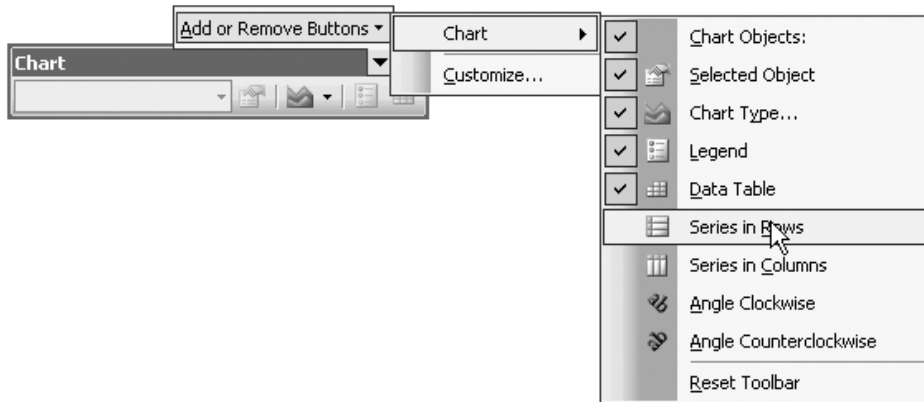 Add or Remove Buttons
Chart
Chart
Customize...
Chart Objects:
Selected Object
Chart Type...
Legend
Data Table
Series in Rows
Series in Columns
Angle Clockwise
Angle Counterclockwise
Reset Toolbar